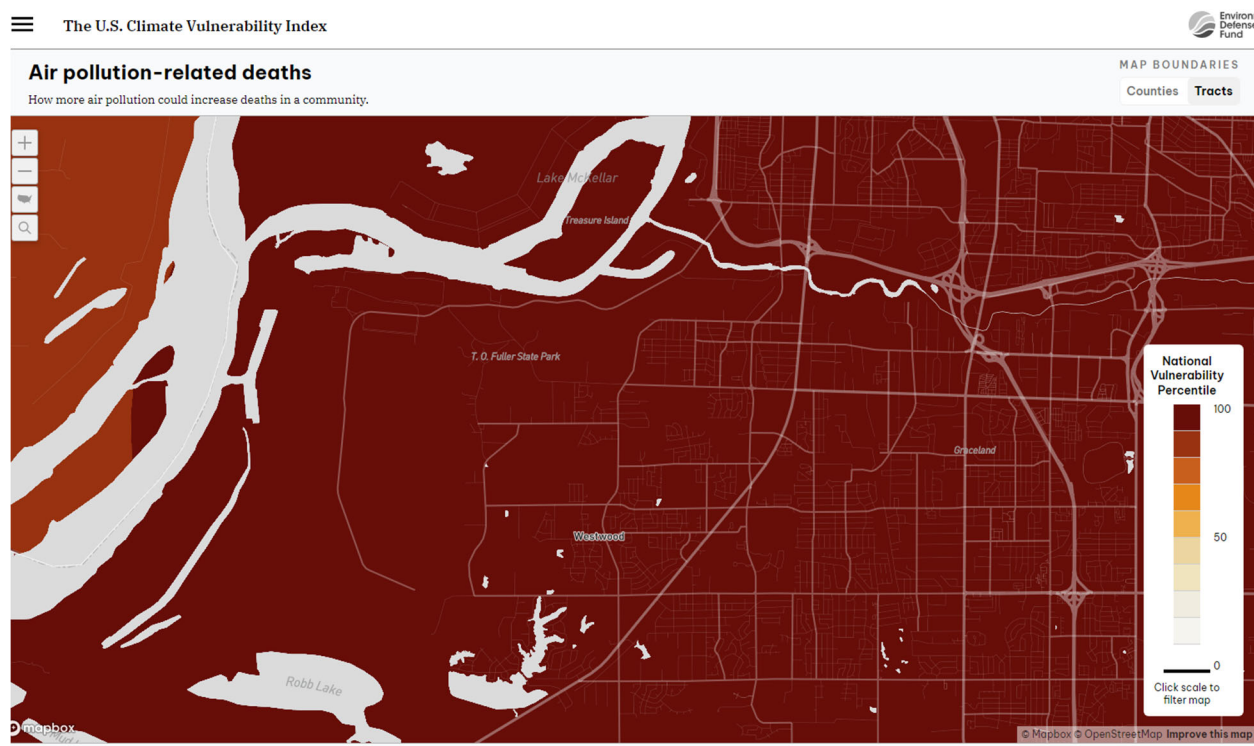 The U.S. Climate Vulnerability Index
Defense
Fund
Air pollution-related deaths
How more air pollution could increase deaths in a community.
MAP BOUNDARIES
Counties
Tracts
Lake McKellar
Treasure Island
T. O. Fuller State Park
Graceland
Westwood
Robb Lake
National
Vulnerability
Percentile
100
50
0
Click scale to
filter map
mapbox
© Mapbox © OpenStreetMap Improve this map